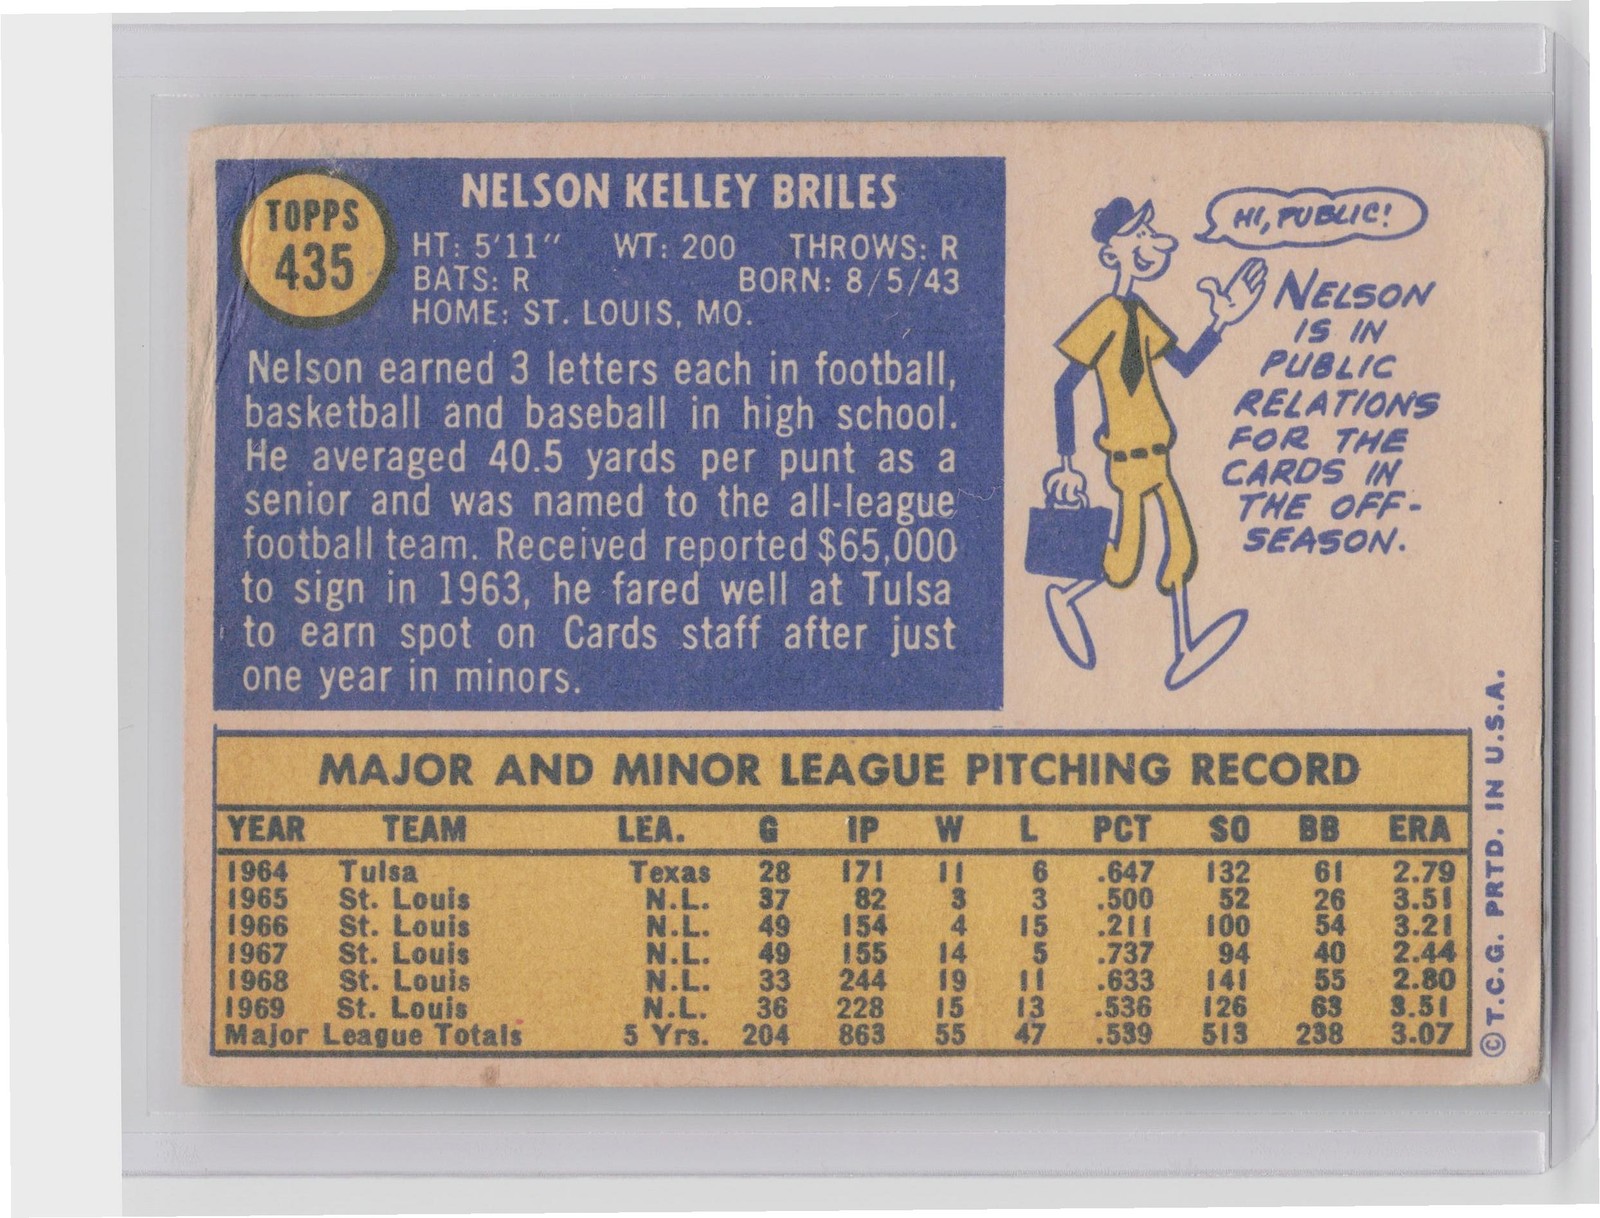 TOPPS
435
NELSON KELLEY BRILES
HT: 5'11" WT: 200 THROWS: R
BATS: R BORN: 8/5/43
HOME: ST. LOUIS, MO.
Nelson earned 3 letters each in football,
basketball and baseball in high school.
He averaged 40.5 yards per punt as a
senior and was named to the all-league
football team. Received reported $65,000
to sign in 1963, he fared well at Tulsa
to earn spot on Cards staff after just
one year in minors.
HI, PUBLIC!
NELSON
IS IN
PUBLIC
RELATIONS
FOR THE
CARDS IN
THE OFF-
SEASON.
MAJOR AND MINOR LEAGUE PITCHING RECORD
YEAR TEAM LEA. G IP W L PCT SO BB ERA
1964 Tulsa Texas 28 171 11 6 .647 132 61 2.79
1965 St. Louis N.L. 37 82 3 3 .500 52 26 3.51
1966 St. Louis N.L. 49 154 4 15 .211 100 54 3.21
1967 St. Louis N.L. 49 155 14 5 .737 94 40 2.44
1968 St. Louis N.L. 33 244 19 11 .633 141 55 2.80
1969 St. Louis N.L. 36 228 15 13 .536 126 63 3.51
Major League Totals 5 Yrs. 204 863 55 47 .539 513 238 3.07
© T.C.G. PRTD. IN U.S.A.